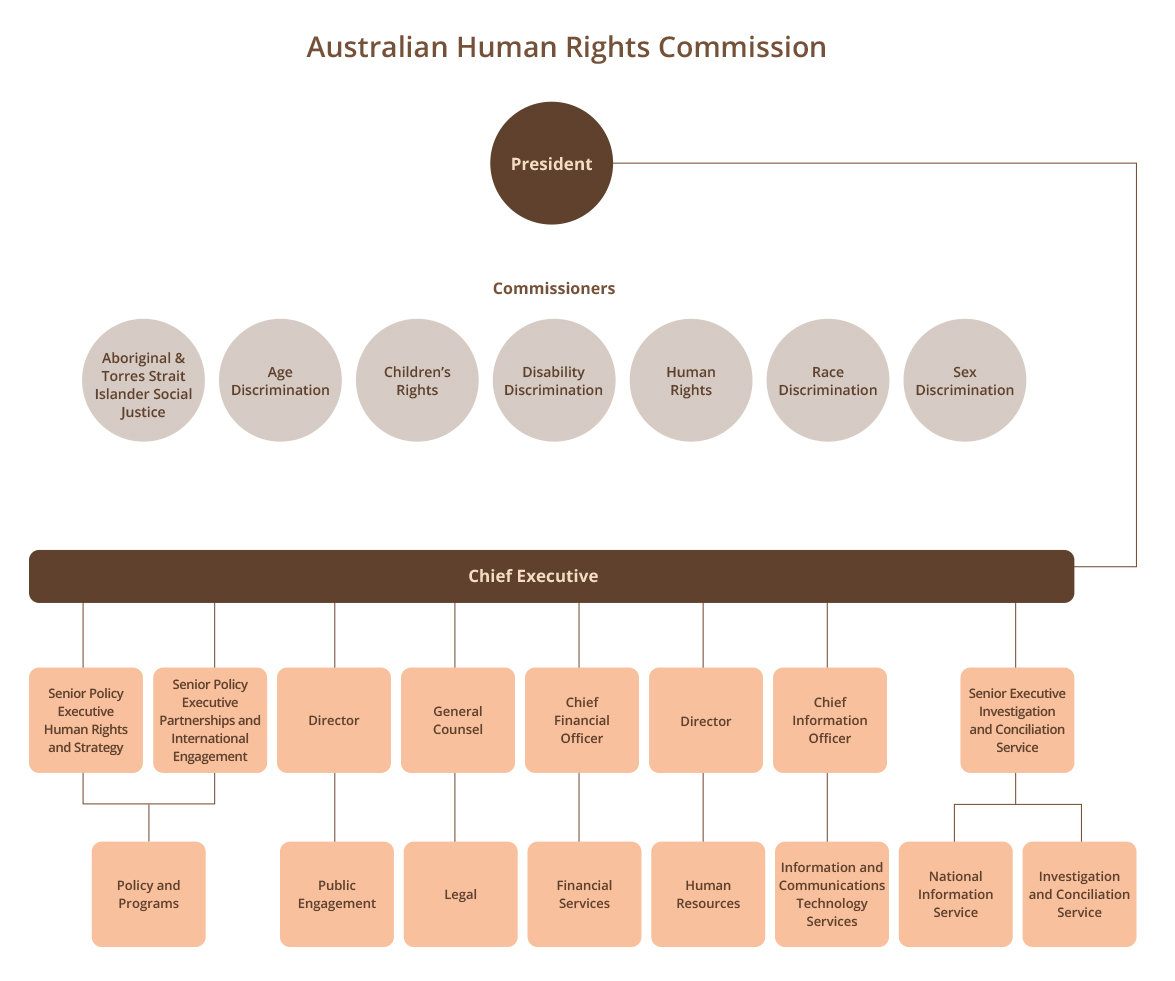 Australian Human Rights Commission
President
Commissioners
Aboriginal &
Torres Strait
Islander Social
Justice
Age
Discrimination
Children’s
Rights
Disability
Discrimination
Human
Rights
Race
Discrimination
Sex
Discrimination
Chief Executive
Senior Policy
Executive
Human Rights
and Strategy
Senior Policy
Executive
Partnerships and
International
Engagement
Director
General
Counsel
Chief
Financial
Officer
Director
Chief
Information
Officer
Senior Executive
Investigation
and Conciliation
Service
Policy and
Programs
Public
Engagement
Legal
Financial
Services
Human
Resources
Information and
Communications
Technology
Services
National
Information
Service
Investigation
and Conciliation
Service